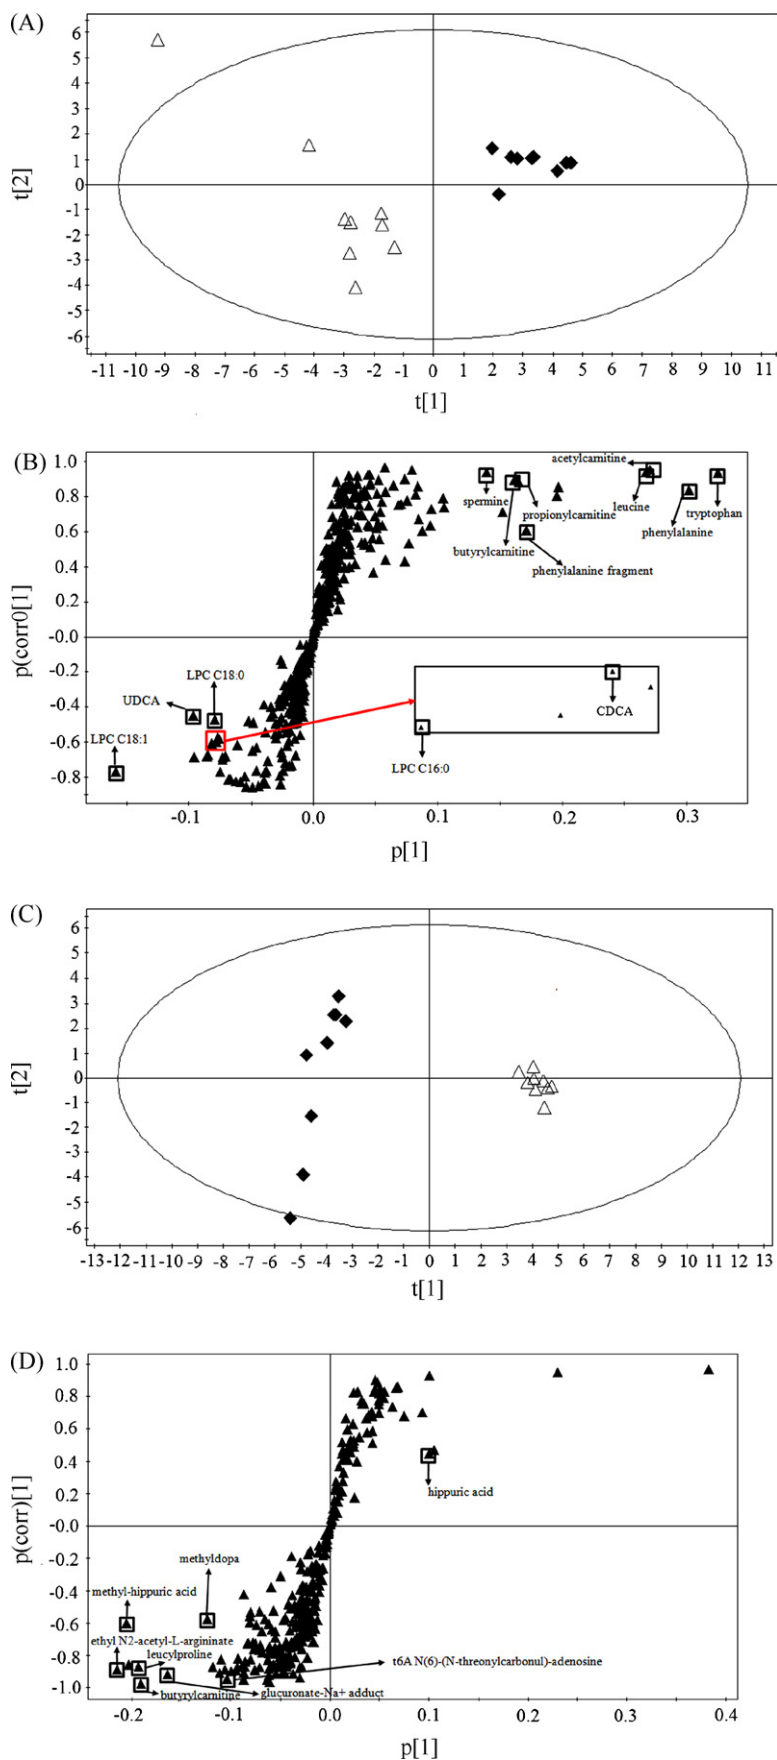 (A)
6
5
4
3
2
1
0
-1
-2
-3
-4
-5
-6
t[2]
-11 -10 -9 -8 -7 -6 -5 -4 -3 -2 -1 0 1 2 3 4 5 6 7 8 9 10 11
t[1]
(B)
1.0
0.8
0.6
0.4
0.2
-0.0
-0.2
-0.4
-0.6
-0.8
p(corr0[1]
acetylcarnitine
spermine
leucine
propionylcarnitine
phenylalanine
tryptophan
butyrylcarnitine
phenylalanine fragment
LPC C18:0
UDCA
CDCA
LPC C18:1
LPC C16:0
-0.1 0.0 0.1 0.2 0.3
p[1]
(C)
6
5
4
3
2
1
0
-1
-2
-3
-4
-5
-6
t[2]
-13 -12 -11 -10 -9 -8 -7 -6 -5 -4 -3 -2 -1 0 1 2 3 4 5 6 7 8 9 10 11 12 13
t[1]
(D)
1.0
0.8
0.6
0.4
0.2
-0.0
-0.2
-0.4
-0.6
-0.8
-1.0
p(corr)[1]
hippuric acid
methyldopa
methyl-hippuric acid
ethyl N2-acetyl-L-argininate
leucylproline
t6A N(6)-(N-threonylcarbonul)-adenosine
butyrylcarnitine
glucuronate-Na+ adduct
-0.2 -0.1 0.0 0.1 0.2 0.3 0.4
p[1]